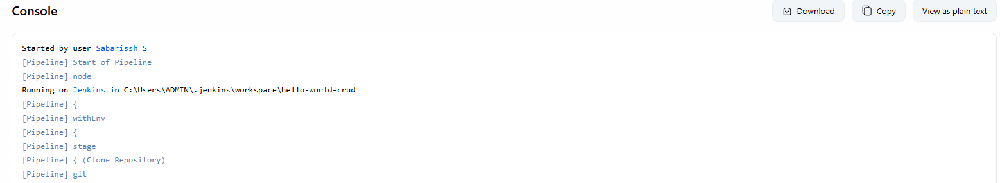 Console
Download
Copy
View as plain text
Started by user Sabarissh S
[Pipeline] Start of Pipeline
[Pipeline] node
Running on Jenkins in C:\Users\ADMIN\.jenkins\workspace\hello-world-crud
[Pipeline] {
[Pipeline] withEnv
[Pipeline] {
[Pipeline] stage
[Pipeline] { (Clone Repository)
[Pipeline] git